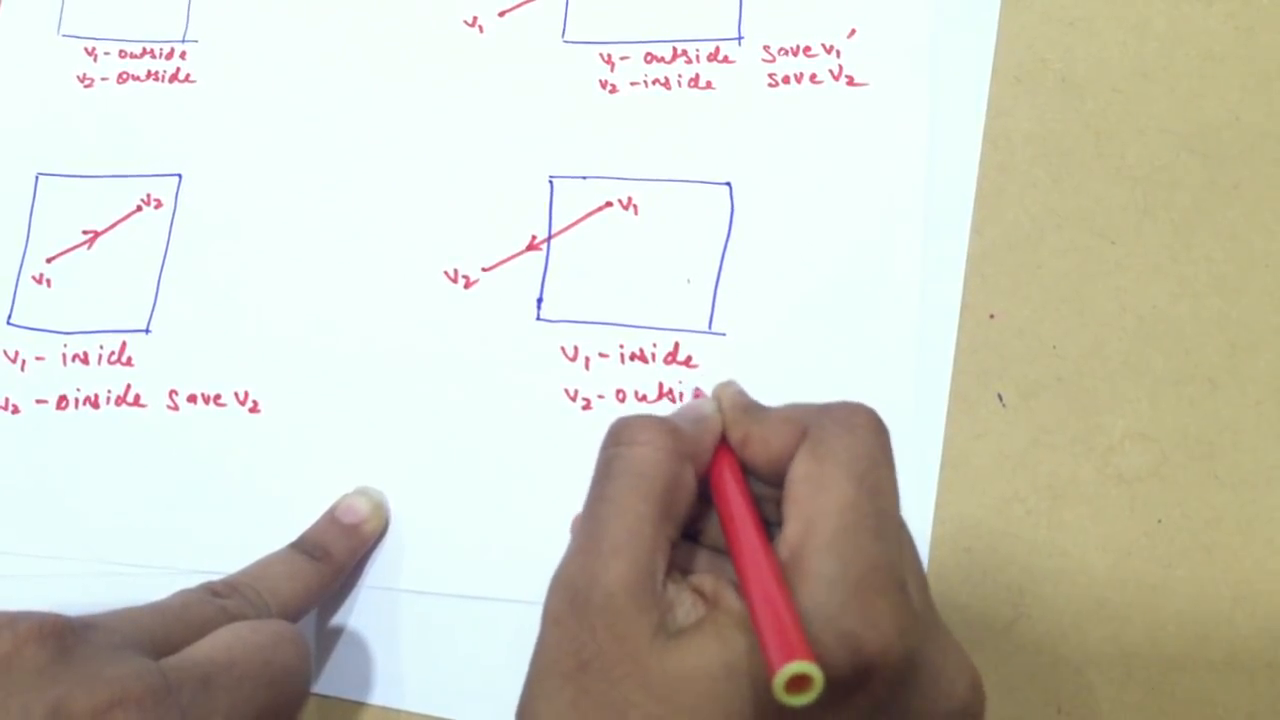 v₁
v₁ - outside
v₂ - outside
v₁ - outside save v₁'
v₂ - inside save v₂
v₂
v₁
v₁
v₂
v₁ - inside
v₂ - inside save v₂
v₁ - inside
v₂ - outsi